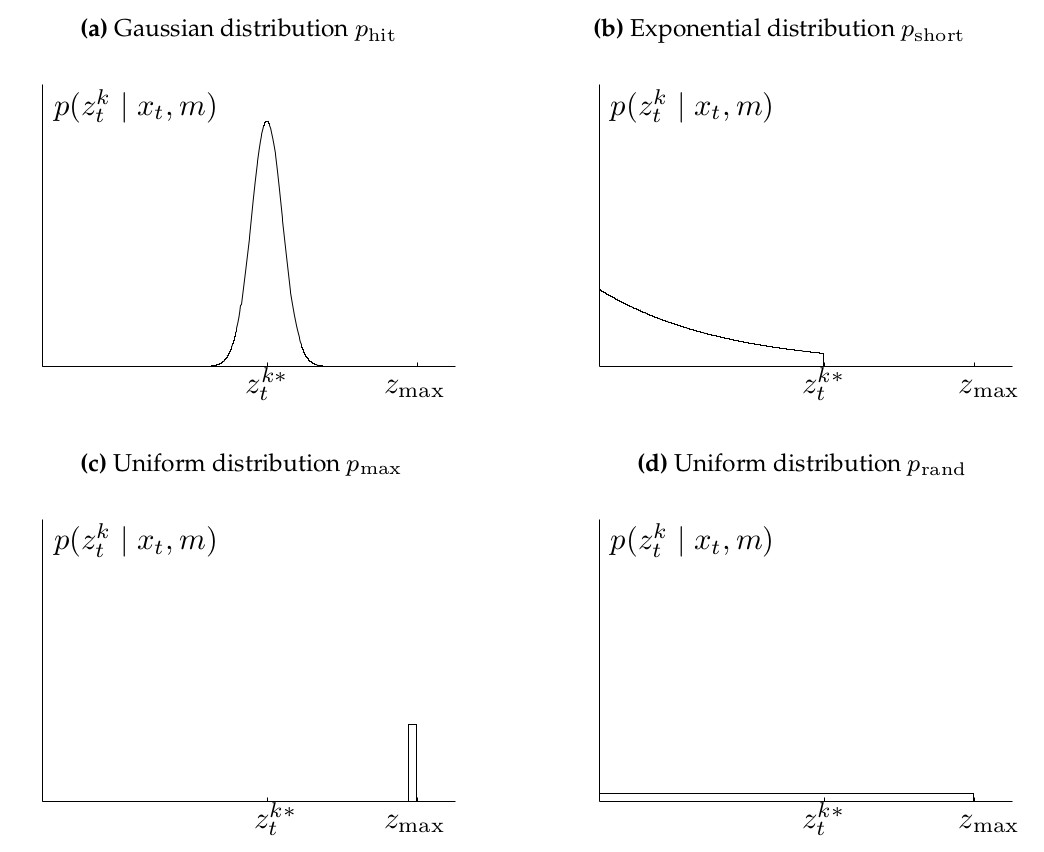 (a) Gaussian distribution p_hit
(b) Exponential distribution p_short
p(z_t^k | x_t, m)
p(z_t^k | x_t, m)
z_t^{k*} z_max
z_t^{k*} z_max
(c) Uniform distribution p_max
(d) Uniform distribution p_rand
p(z_t^k | x_t, m)
p(z_t^k | x_t, m)
z_t^{k*} z_max
z_t^{k*} z_max